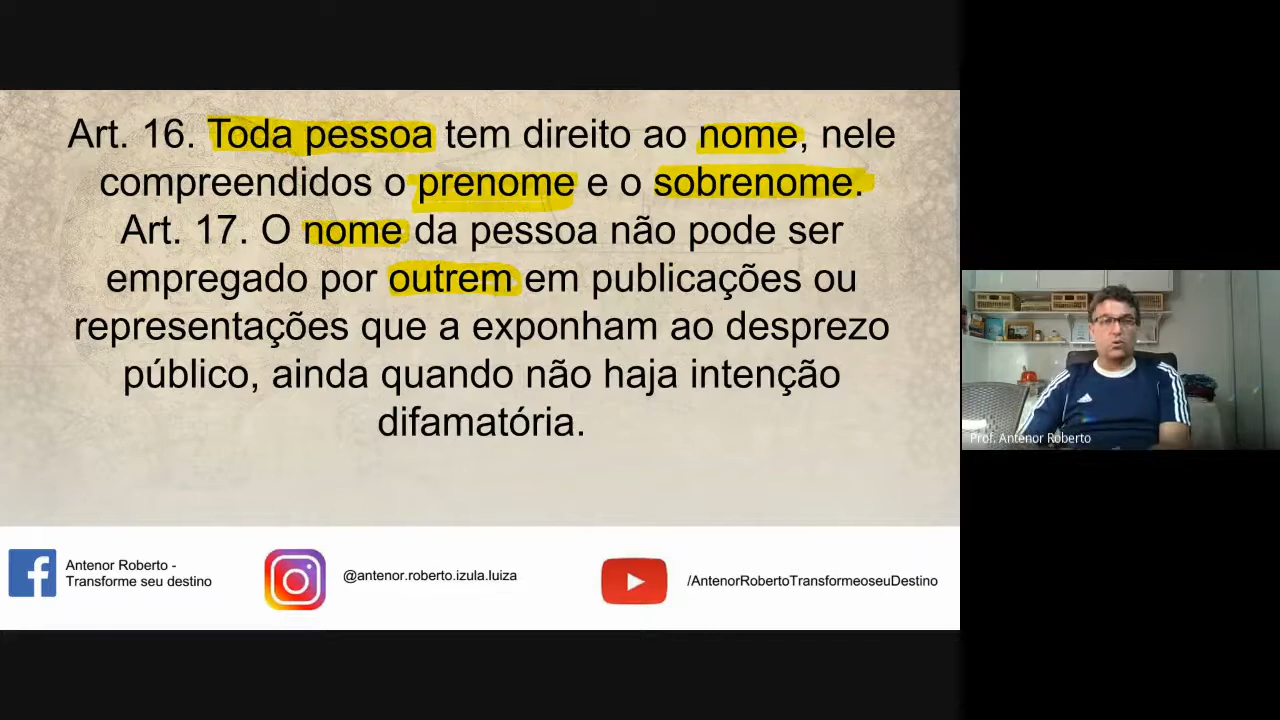 Art. 16. Toda pessoa tem direito ao nome, nele
compreendidos o prenome e o sobrenome.
Art. 17. O nome da pessoa não pode ser
empregado por outrem em publicações ou
representações que a exponham ao desprezo
público, ainda quando não haja intenção
difamatória.
Prof. Antenor Roberto
Antenor Roberto -
Transforme seu destino
@antenor.roberto.izula.luiza
/AntenorRobertoTransformeoseuDestino